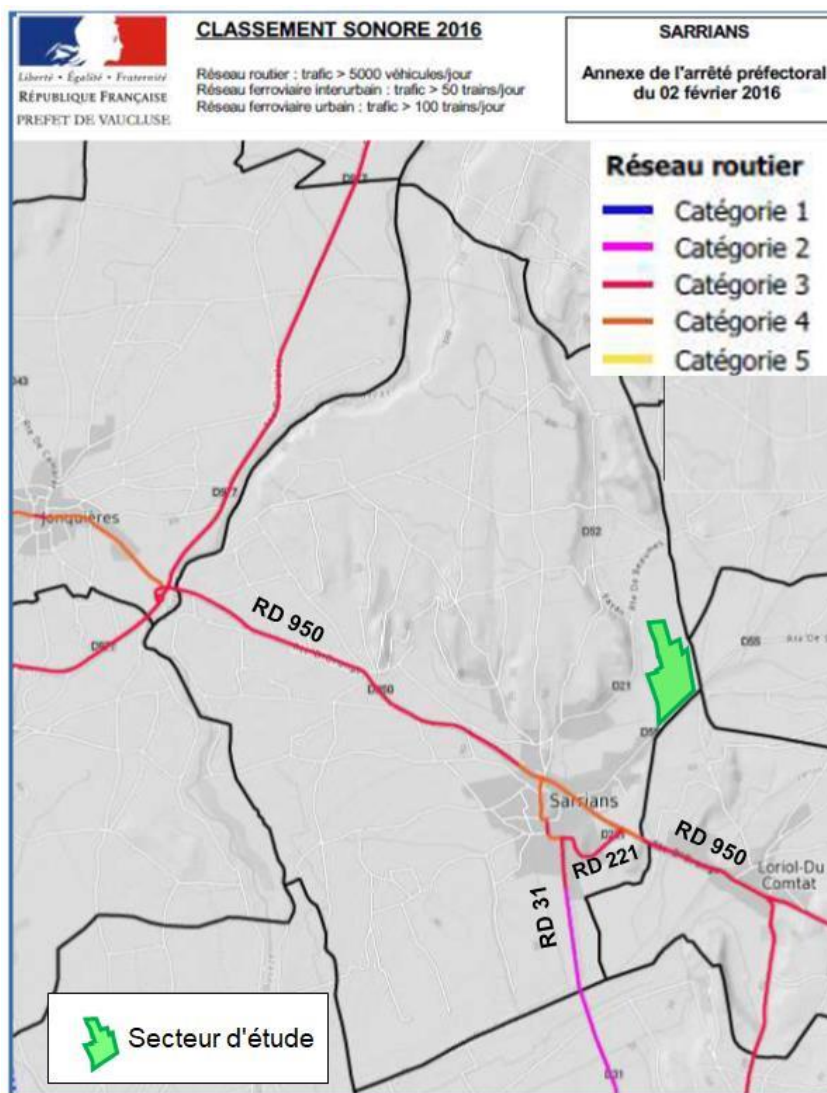 CLASSEMENT SONORE 2016
Réseau routier : trafic > 5000 véhicules/jour
Réseau ferroviaire interurbain : trafic > 50 trains/jour
Réseau ferroviaire urbain : trafic > 100 trains/jour
Liberté • Égalité • Fraternité
RÉPUBLIQUE FRANÇAISE
PREFET DE VAUCLUSE
SARRIANS
Annexe de l'arrêté préfectoral
du 02 février 2016
Réseau routier
Catégorie 1
Catégorie 2
Catégorie 3
Catégorie 4
Catégorie 5
Jonquières
D52
RD 950
D55
D21
Sarrians
RD 950
RD 221
Loriol-Du
Comtat
RD 31
D31
Secteur d'étude